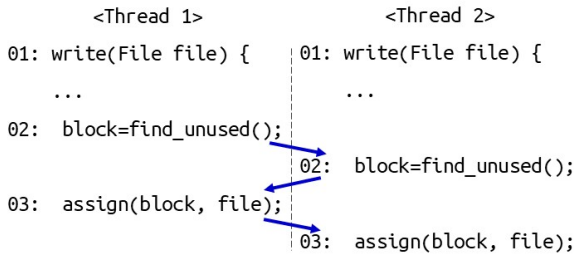 <Thread 1>
01: write(File file) {
...
02: block=find_unused();
03: assign(block, file);
<Thread 2>
01: write(File file) {
...
02: block=find_unused();
03: assign(block, file);